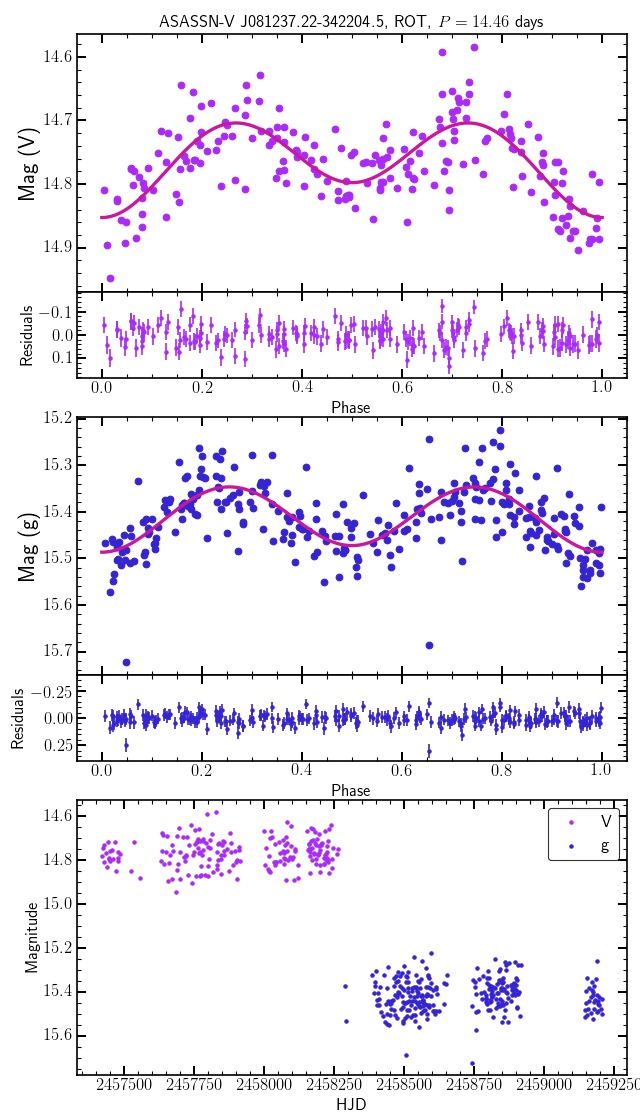 ASASSN-V J081237.22-342204.5, ROT, P = 14.46 days
14.6
14.7
14.8
14.9
Mag (V)
−0.1
0.0
0.1
Residuals
0.0 0.2 0.4 0.6 0.8 1.0
Phase
15.2
15.3
15.4
15.5
15.6
15.7
Mag (g)
−0.25
0.00
0.25
Residuals
0.0 0.2 0.4 0.6 0.8 1.0
Phase
14.6
14.8
15.0
15.2
15.4
15.6
Magnitude
V
g
2457500 2457750 2458000 2458250 2458500 2458750 2459000 245925
HJD